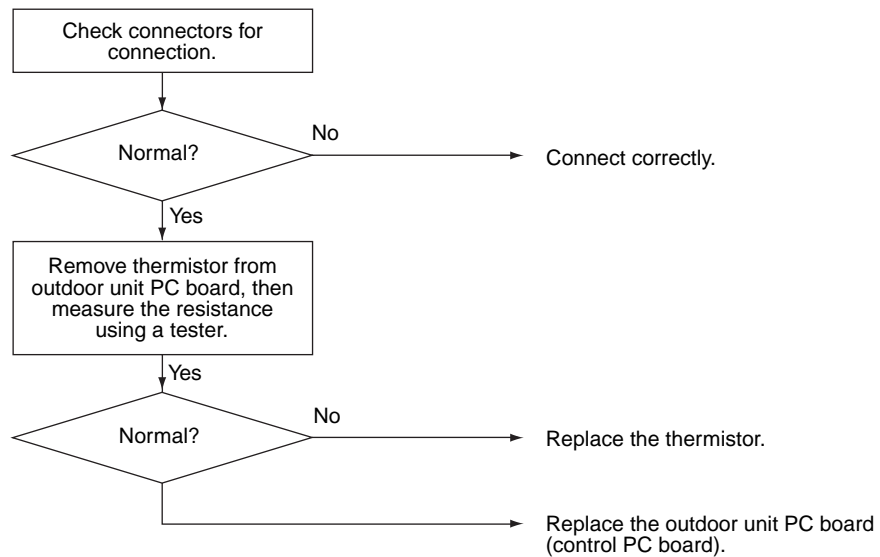 Check connectors for
connection.
No
Normal?
Connect correctly.
Yes
Remove thermistor from
outdoor unit PC board, then
measure the resistance
using a tester.
Yes
No
Normal?
Replace the thermistor.
Replace the outdoor unit PC board
(control PC board).